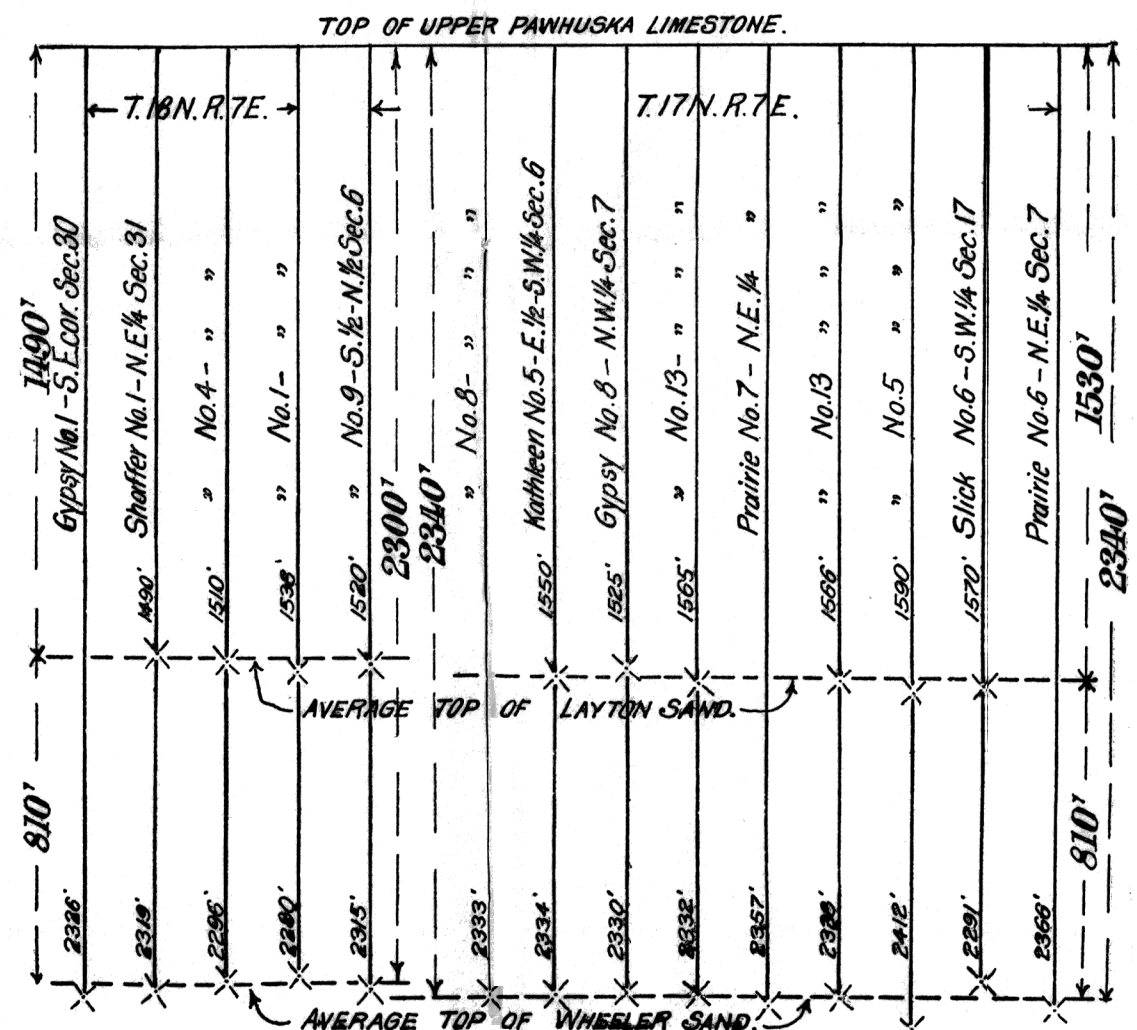 TOP OF UPPER PAWHUSKA LIMESTONE.
T.18N. R.7E.
T.17N. R.7E.
1490'
810'
Gypsy No.1 - S.E.cor. Sec.30
2326'
Shaffer No.1 - N.E.¼ Sec.31
1490'
2319'
" No.4 - " "
1510'
2296'
" No.1 - " "
1538'
2280'
" No.9 - S.½ - N.½ Sec.6
1520'
2315'
2300'
2340'
" No.8 - " " "
2333'
Kathleen No.5 - E.½ - S.W.¼ Sec.6
1550'
2334'
Gypsy No.8 - N.W.¼ Sec.7
1525'
2330'
" No.13 - " " "
1565'
2332'
Prairie No.7 - N.E.¼ "
2357'
" No.13 " " "
1566'
" No.5 " " "
1590'
2412'
Slick No.6 - S.W.¼ Sec.17
1570'
2291'
Prairie No.6 - N.E.¼ Sec.7
2366'
1530'
810'
2340'
AVERAGE TOP OF LAYTON SAND.
AVERAGE TOP OF WHEELER SAND.